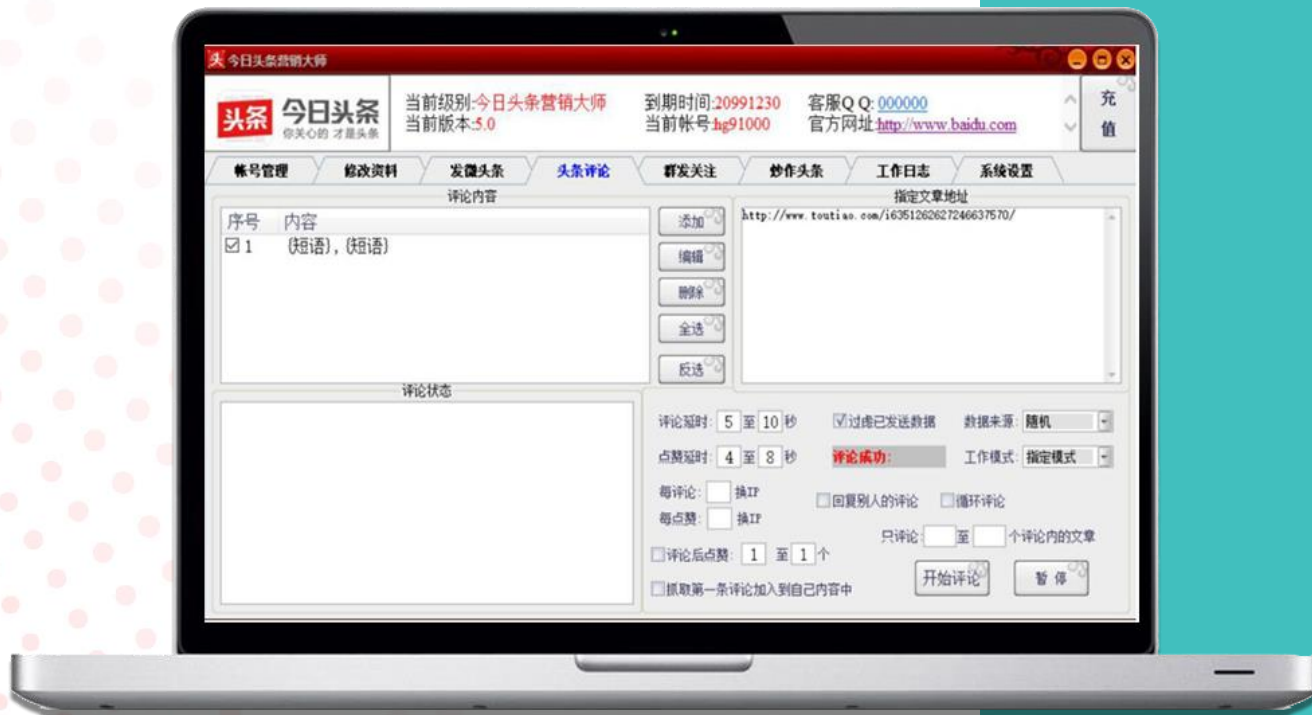 今日头条营销大师
头条 今日头条
你关心的 才是头条
当前级别:今日头条营销大师 到期时间:20991230 客服QQ:000000
当前版本:5.0 当前帐号:hg91000 官方网址:http://www.baidu.com
充值
帐号管理 修改资料 发微头条 头条评论 群发关注 炒作头条 工作日志 系统设置
评论内容
序号 内容
1 {短语},{短语}
添加
编辑
删除
全选
反选
指定文章地址
http://www.toutiao.com/i6351262627246637570/
评论状态
评论延时: 5 至 10 秒 过虑已发送数据 数据来源: 随机
点赞延时: 4 至 8 秒 评论成功: 工作模式: 指定模式
每评论: 换IP 回复别人的评论 循环评论
每点赞: 换IP
只评论: 至 个评论内的文章
评论后点赞: 1 至 1 个
抓取第一条评论加入到自己内容中
开始评论 暂停